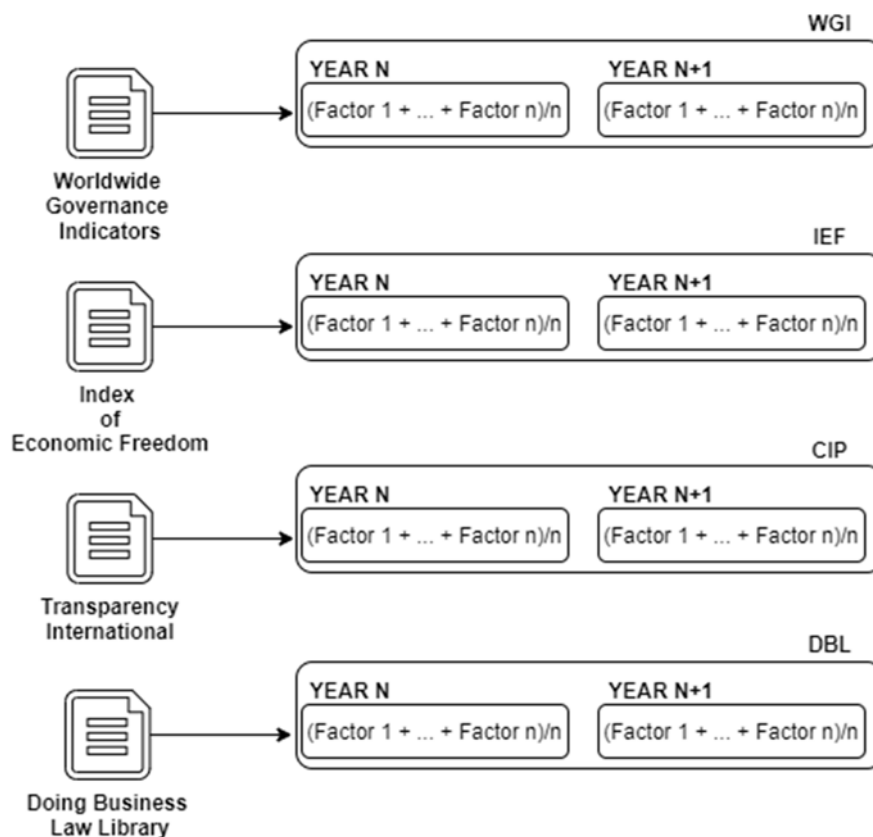 WGI
YEAR N
YEAR N+1
(Factor 1 + ... + Factor n)/n
(Factor 1 + ... + Factor n)/n
Worldwide
Governance
Indicators
IEF
YEAR N
YEAR N+1
(Factor 1 + ... + Factor n)/n
(Factor 1 + ... + Factor n)/n
Index
of
Economic Freedom
CIP
YEAR N
YEAR N+1
(Factor 1 + ... + Factor n)/n
(Factor 1 + ... + Factor n)/n
Transparency
International
DBL
YEAR N
YEAR N+1
(Factor 1 + ... + Factor n)/n
(Factor 1 + ... + Factor n)/n
Doing Business
Law Library